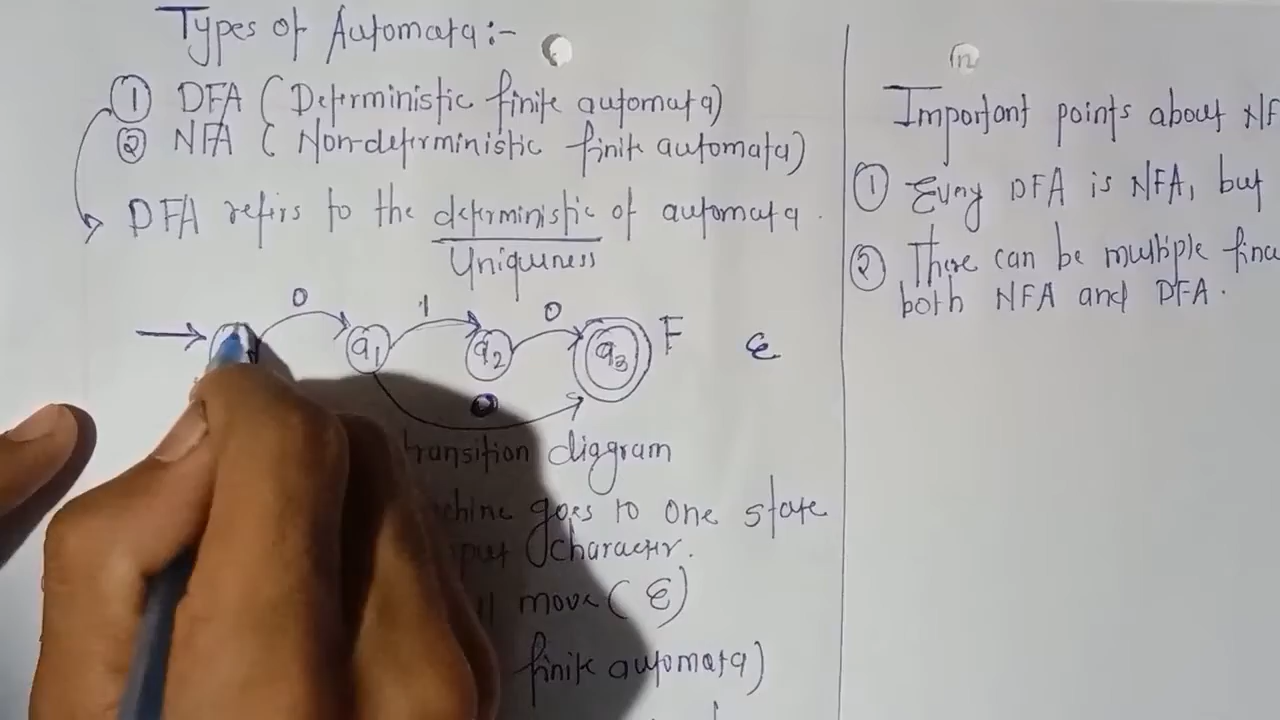 Types of Automata:-
① DFA (Deterministic finite automata)
② NFA (Non-deterministic finite automata)
DFA refers to the deterministic of automata.
Uniqueness
0 1 0
q1 q2 q3 F ε
transition diagram
goes to one state
character.
move (ε)
finite automata)
Important points about NF
① Every DFA is NFA, but
② There can be multiple fina
both NFA and DFA.